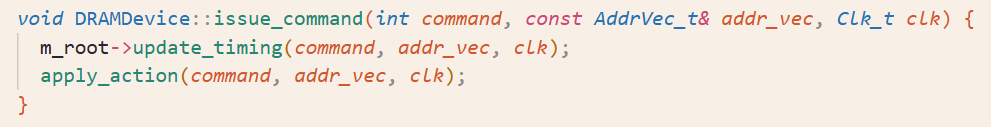 void DRAMDevice::issue_command(int command, const AddrVec_t& addr_vec, Clk_t clk) {
  m_root->update_timing(command, addr_vec, clk);
  apply_action(command, addr_vec, clk);
}